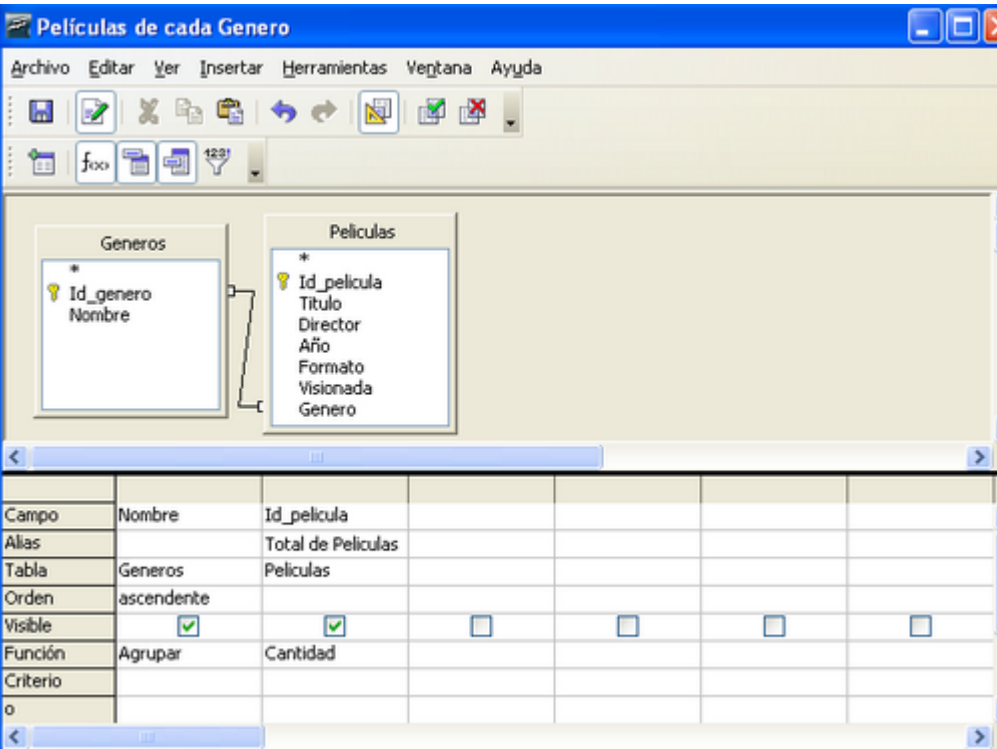 Películas de cada Genero
Archivo Editar Ver Insertar Herramientas Ventana Ayuda
f(x) 123!
Generos
*
Id_genero
Nombre
Peliculas
*
Id_pelicula
Titulo
Director
Año
Formato
Visionada
Genero
Campo Nombre Id_pelicula
Alias Total de Peliculas
Tabla Generos Peliculas
Orden ascendente
Visible
Función Agrupar Cantidad
Criterio
o